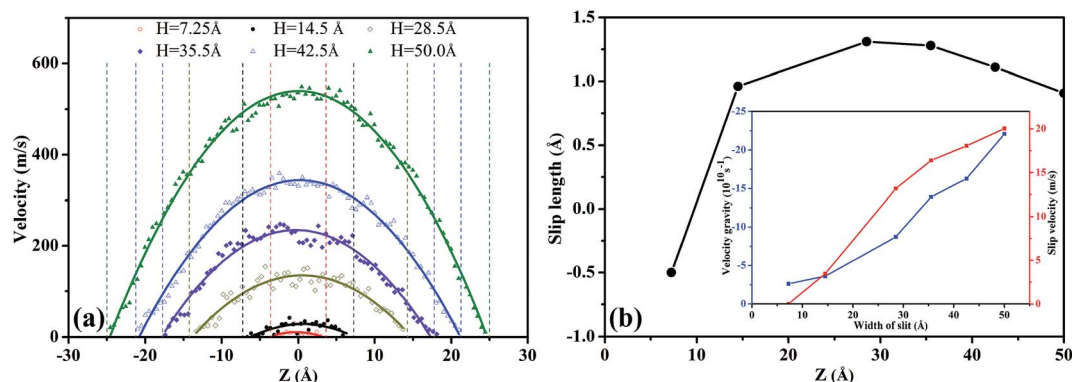 H=7.25Å H=14.5 Å H=28.5Å
H=35.5Å H=42.5Å H=50.0Å
600
400
200
0
Velocity (m/s)
(a)
-30 -20 -10 0 10 20 30
Z (Å)
1.5
1.0
0.5
0.0
-0.5
-1.0
Slip length (Å)
-25
-20
-15
-10
-5
0
Velocity gravity (10¹⁰ s⁻¹)
20
15
10
5
0
Slip velocity (m/s)
0 10 20 30 40 50
Width of slit (Å)
(b)
0 10 20 30 40 50
Z (Å)